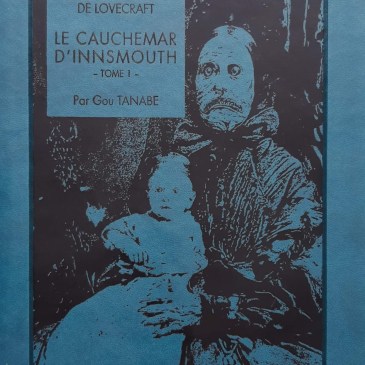 DE LOVECRAFT
LE CAUCHEMAR
D'INNSMOUTH
- TOME 1 -
Par Gou TANABE